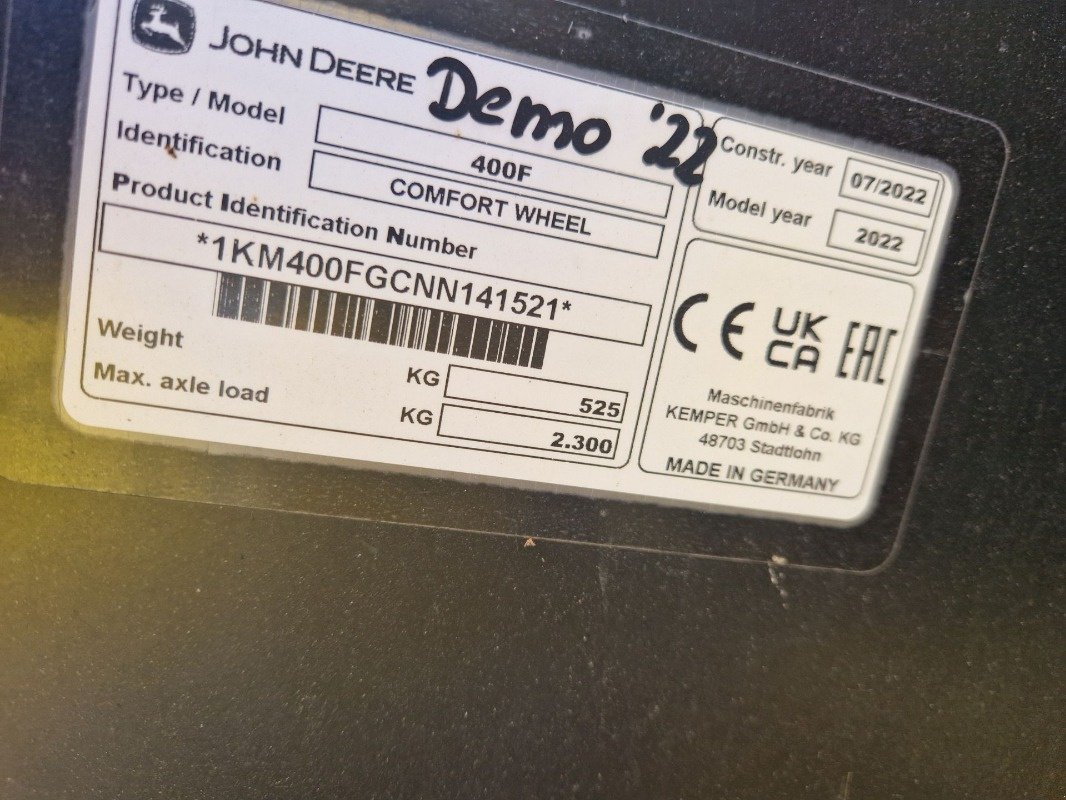 JOHN DEERE Demo '22
Type / Model 400F
Identification COMFORT WHEEL
Product Identification Number
*1KM400FGCNN141521*
Weight KG 525
Max. axle load KG 2.300
Constr. year 07/2022
Model year 2022
CE UK CA EAC
Maschinenfabrik
KEMPER GmbH & Co. KG
48703 Stadtlohn
MADE IN GERMANY